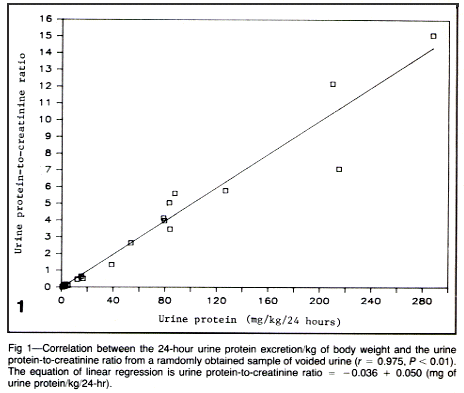 16
15
14
13
12
11
10
9
8
7
6
5
4
3
2
1
0
Urine protein-to-creatinine ratio
0 40 80 120 160 200 240 280
Urine protein (mg/kg/24 hours)
1
Fig 1—Correlation between the 24-hour urine protein excretion/kg of body weight and the urine
protein-to-creatinine ratio from a ramdomly obtained sample of voided urine (r = 0.975, P < 0.01).
The equation of linear regression is urine protein-to-creatinine ratio = −0.036 + 0.050 (mg of
urine protein/kg/24-hr).